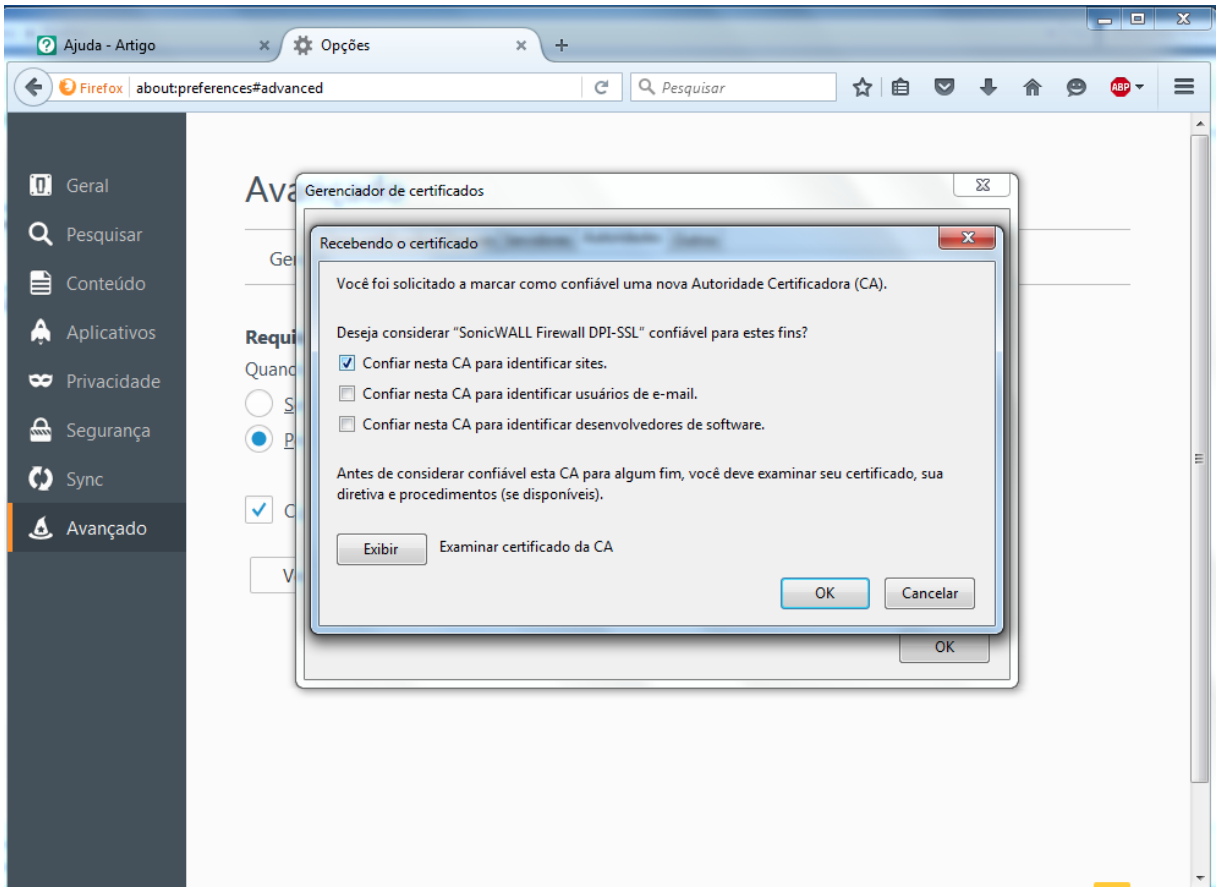 Ajuda - Artigo
Opções
Firefox
about:preferences#advanced
Pesquisar
ABP
Geral
Pesquisar
Conteúdo
Aplicativos
Privacidade
Segurança
Sync
Avançado
Gerenciador de certificados
Recebendo o certificado
Você foi solicitado a marcar como confiável uma nova Autoridade Certificadora (CA).
Deseja considerar “SonicWALL Firewall DPI-SSL” confiável para estes fins?
Confiar nesta CA para identificar sites.
Confiar nesta CA para identificar usuários de e-mail.
Confiar nesta CA para identificar desenvolvedores de software.
Antes de considerar confiável esta CA para algum fim, você deve examinar seu certificado, sua
diretiva e procedimentos (se disponíveis).
Exibir Examinar certificado da CA
OK Cancelar
OK